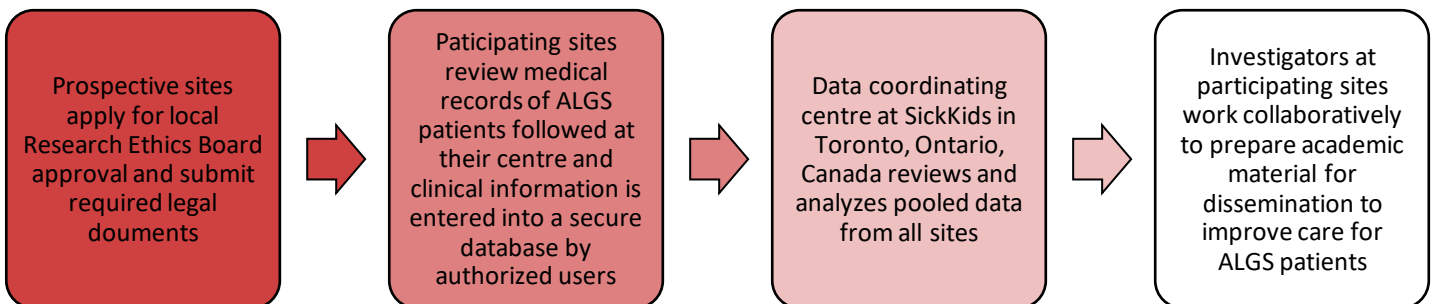 Prospective sites
apply for local
Research Ethics Board
approval and submit
required legal
douments
Paticipating sites
review medical
records of ALGS
patients followed at
their centre and
clinical information is
entered into a secure
database by
authorized users
Data coordinating
centre at SickKids in
Toronto, Ontario,
Canada reviews and
analyzes pooled data
from all sites
Investigators at
participating sites
work collaboratively
to prepare academic
material for
dissemination to
improve care for
ALGS patients